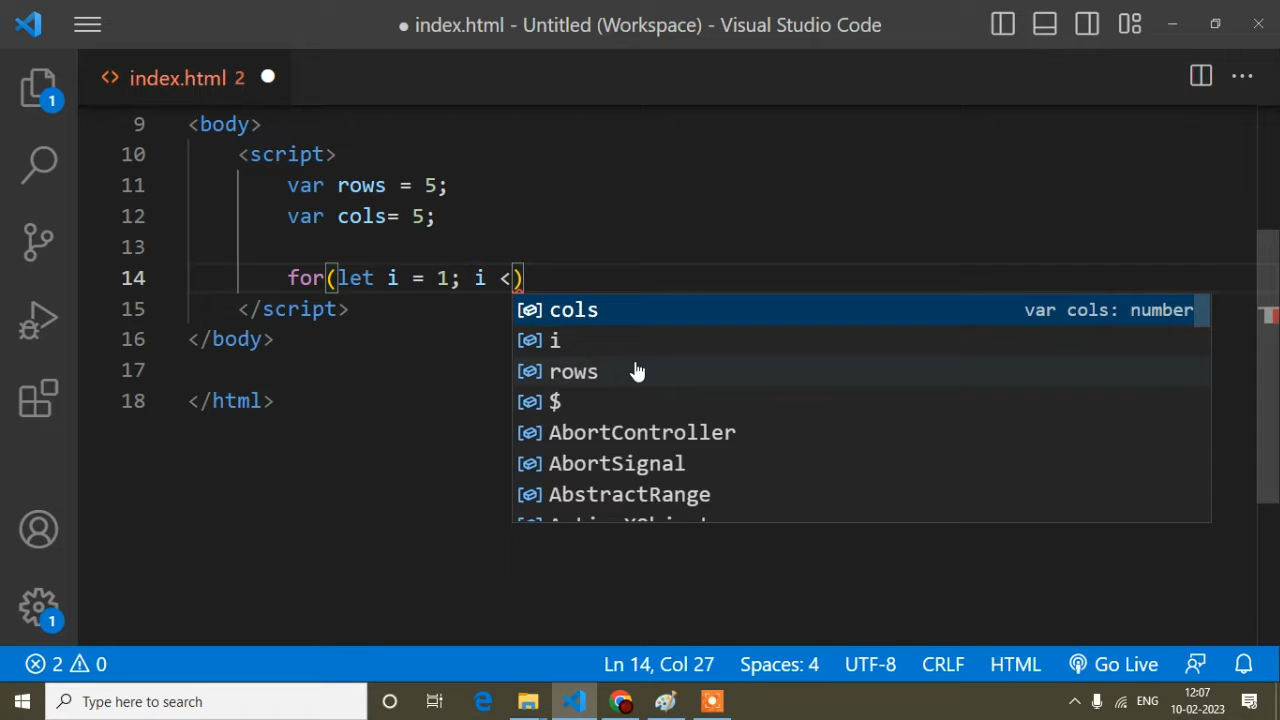 ● index.html - Untitled (Workspace) - Visual Studio Code
1
<> index.html 2 ●
9 <body>
10 <script>
11 var rows = 5;
12 var cols= 5;
13
14 for(let i = 1; i <)
15 </script>
16 </body>
17
18 </html>
cols var cols: number
i
rows
$
AbortController
AbortSignal
AbstractRange
1
2 0 Ln 14, Col 27 Spaces: 4 UTF-8 CRLF HTML Go Live
Type here to search
ENG
12:07
10-02-2023